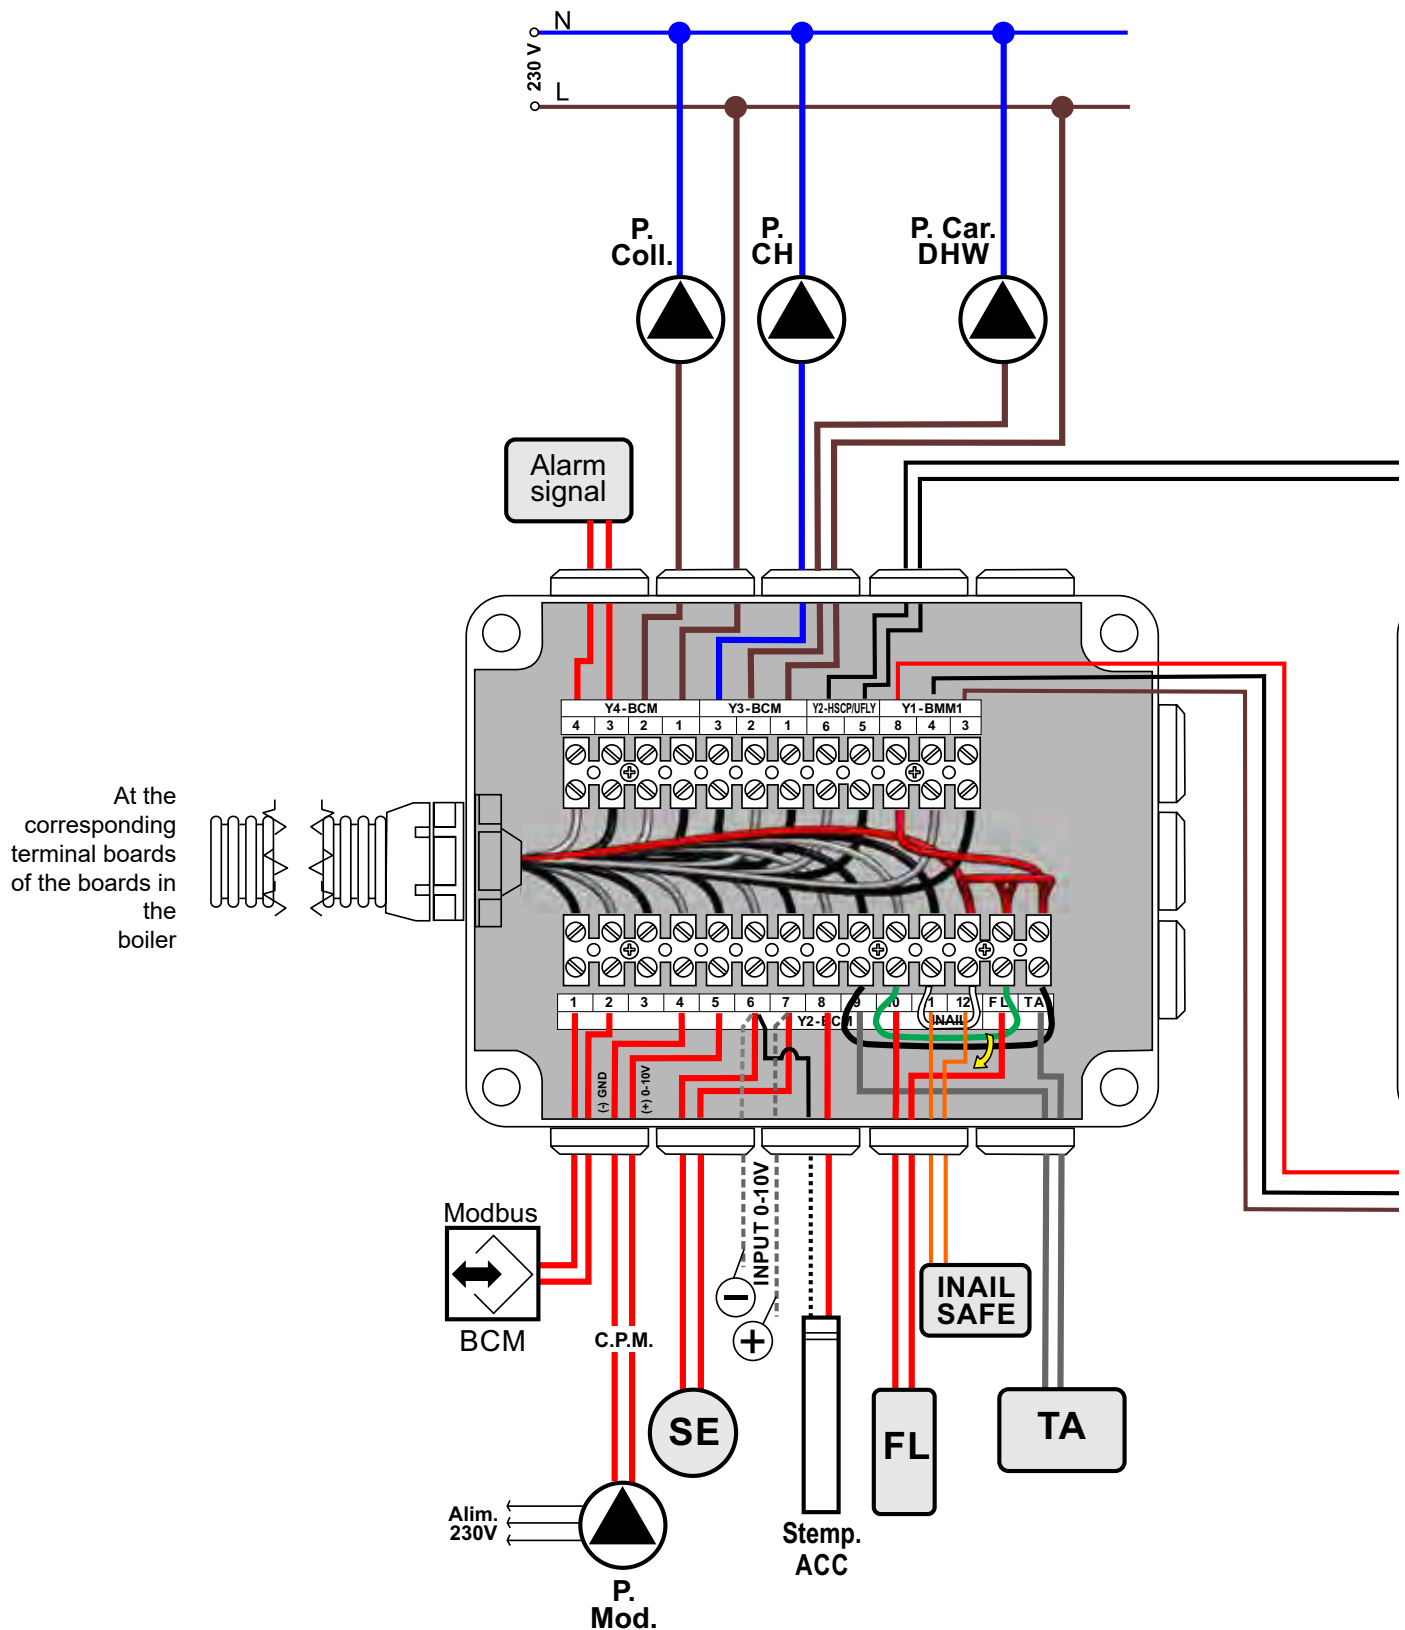 N
230 V
L
P.
Coll.
P.
CH
P. Car.
DHW
Alarm
signal
Y4-BCM
Y3-BCM
Y2-HSCP/UFLY
Y1-BMM1
4 3 2 1 3 2 1 6 5 8 4 3
At the
corresponding
terminal boards
of the boards in
the
boiler
1 2 3 4 5 6 7 8 9 10 11 12 FL TA
Y2-BCM
INAIL
(-) GND
(+) 0-10V
Modbus
BCM
INPUT 0-10V
−
+
INAIL
SAFE
C.P.M.
SE
FL
TA
Alim.
230V
Stemp.
ACC
P.
Mod.